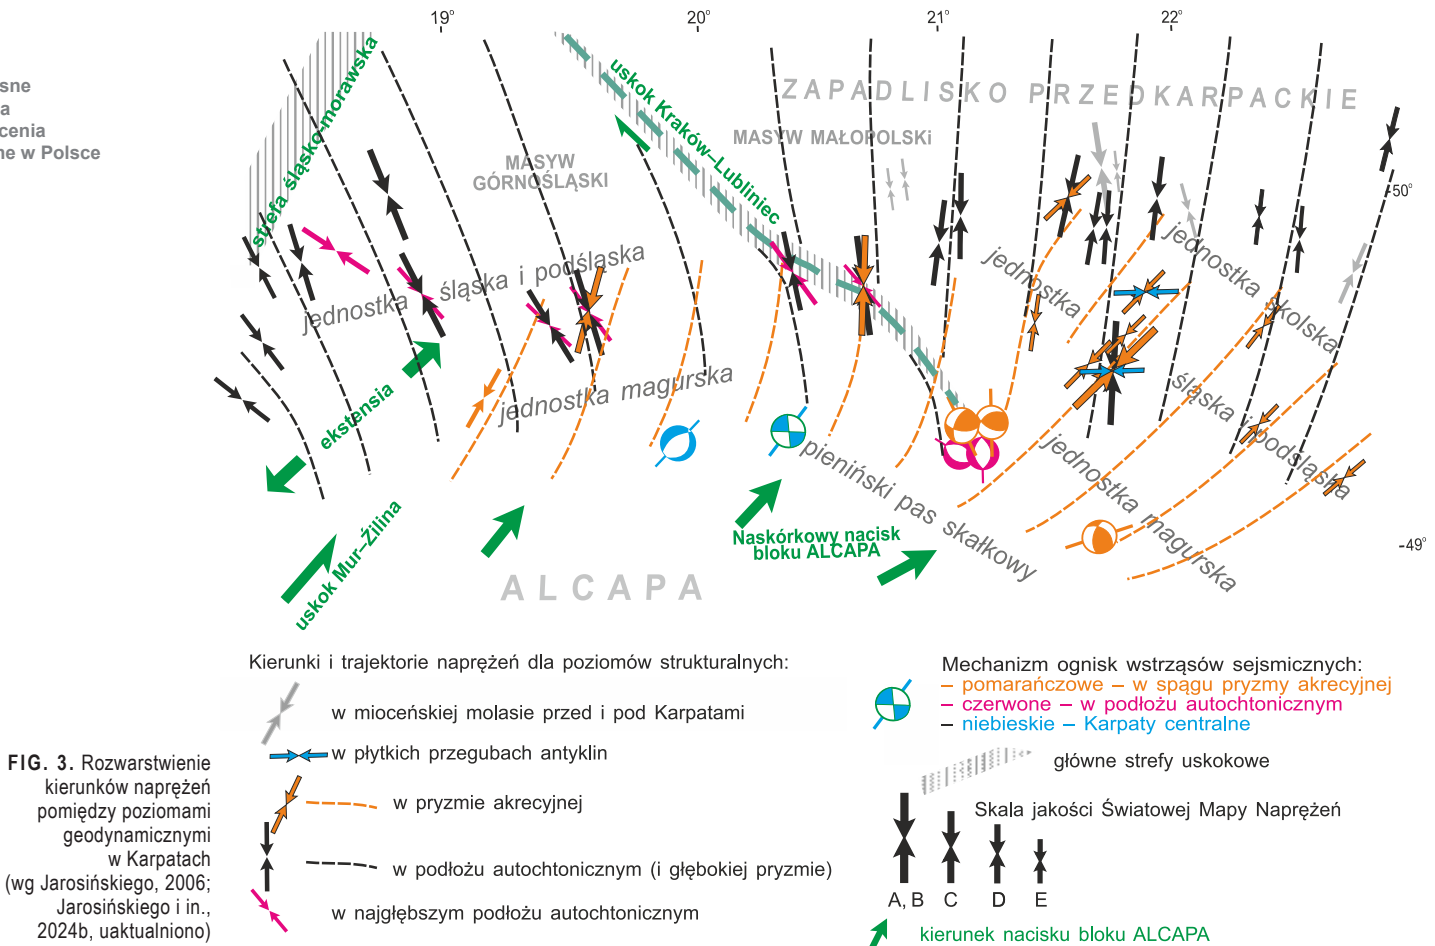 19°
20°
21°
22°
sne
a
cenia
ne w Polsce
strefa śląsko-morawska
uskok Kraków–Lubliniec
ZAPADLISKO PRZEDKARPACKIE
MASYW MAŁOPOLSKi
MASYW
GÓRNOŚLĄSKI
-50°
jednostka śląska i podśląska
jednostka
jednostka skolska
śląska i podśląska
jednostka magurska
ekstensja
pieniński pas skałkowy
jednostka magurska
uskok Mur–Żilina
Naskórkowy nacisk
bloku ALCAPA
-49°
ALCAPA
Kierunki i trajektorie naprężeń dla poziomów strukturalnych:
w mioceńskiej molasie przed i pod Karpatami
w płytkich przegubach antyklin
w pryzmie akrecyjnej
w podłożu autochtonicznym (i głębokiej pryzmie)
w najgłębszym podłożu autochtonicznym
Mechanizm ognisk wstrząsów sejsmicznych:
– pomarańczowe – w spągu pryzmy akrecyjnej
– czerwone – w podłożu autochtonicznym
– niebieskie – Karpaty centralne
główne strefy uskokowe
Skala jakości Światowej Mapy Naprężeń
A, B C D E
kierunek nacisku bloku ALCAPA
FIG. 3. Rozwarstwienie
kierunków naprężeń
pomiędzy poziomami
geodynamicznymi
w Karpatach
(wg Jarosińskiego, 2006;
Jarosińskiego i in.,
2024b, uaktualniono)